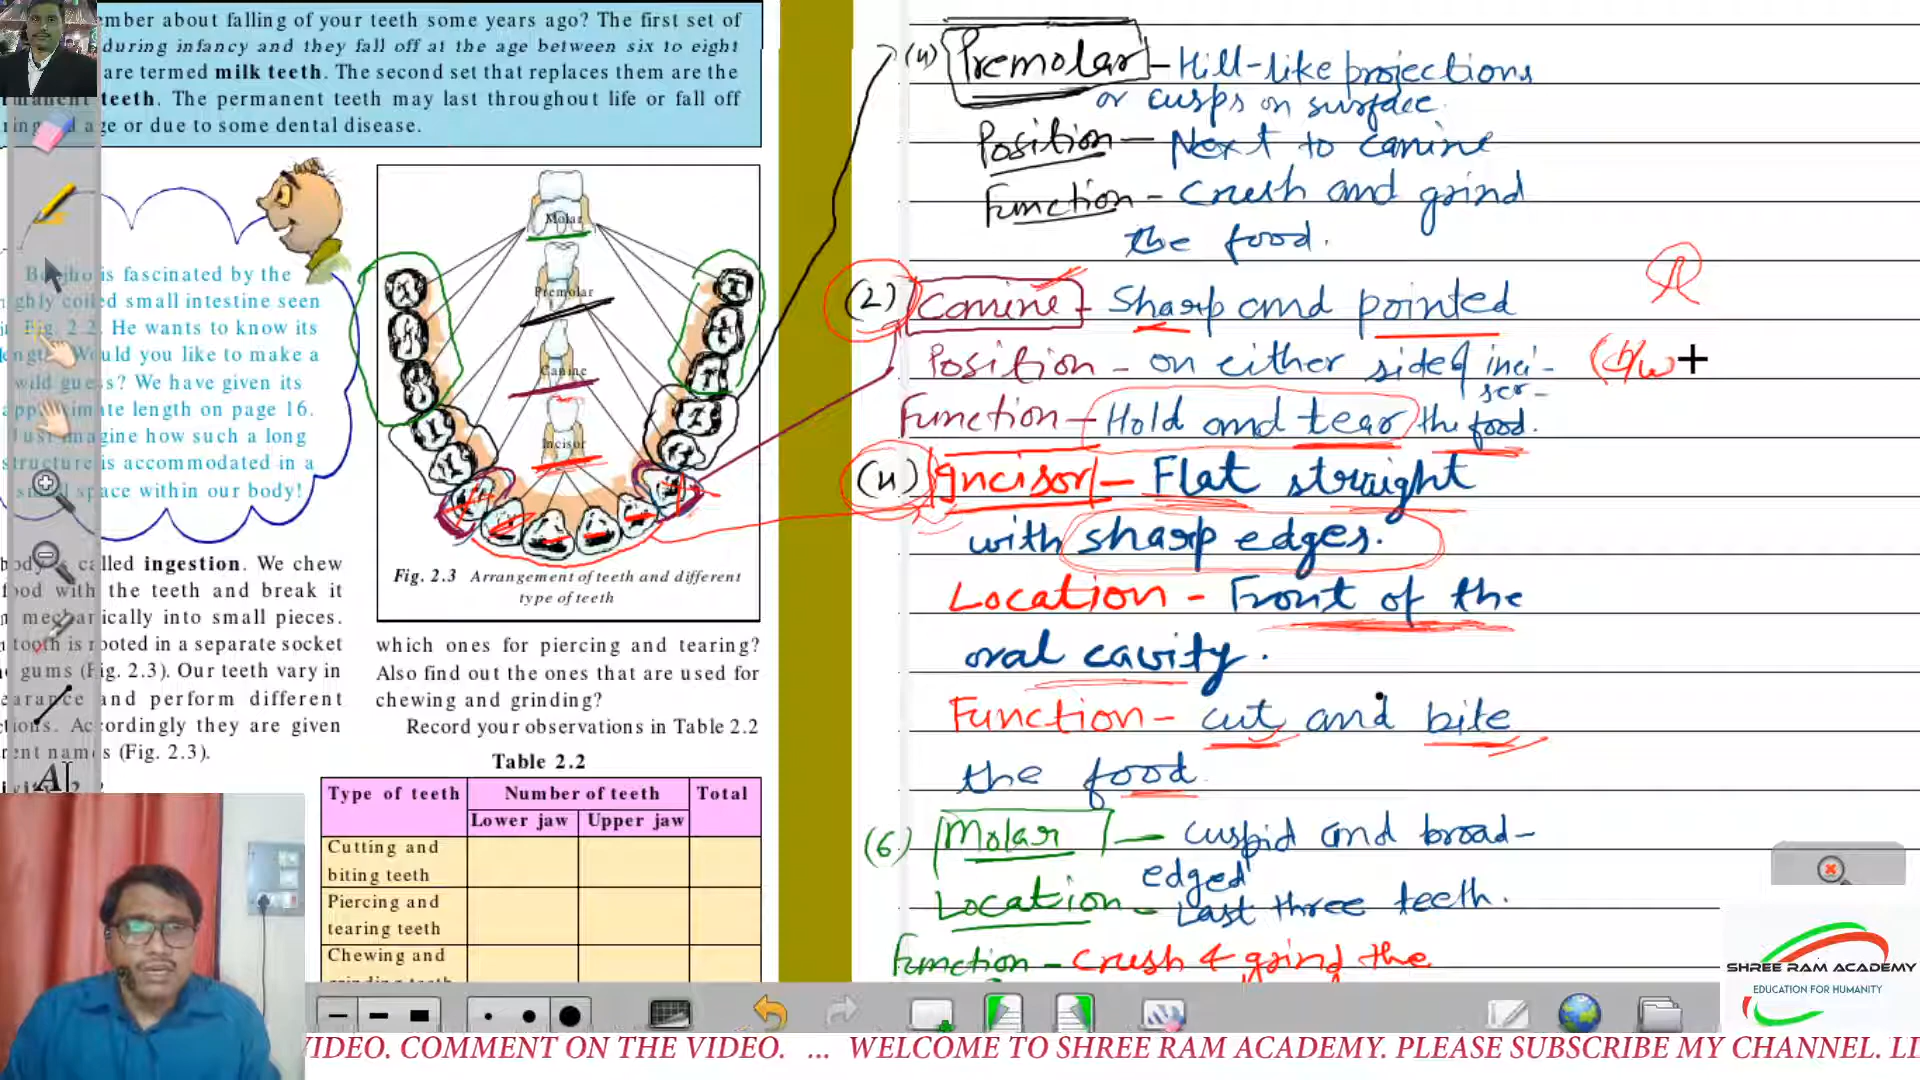 mber about falling of your teeth some years ago? The first set of
during infancy and they fall off at the age between six to eight
are termed milk teeth. The second set that replaces them are the
teeth. The permanent teeth may last throughout life or fall off
age or due to some dental disease.
is fascinated by the
coiled small intestine seen
2.2. He wants to know its
Would you like to make a
wild guess? We have given its
length on page 16.
Just imagine how such a long
structure is accommodated in a
space within our body!
Molar
Premolar
Canine
Incisor
Fig. 2.3 Arrangement of teeth and different
type of teeth
called ingestion. We chew
food with the teeth and break it
mechanically into small pieces.
tooth is rooted in a separate socket
gums (Fig. 2.3). Our teeth vary in
and perform different
Accordingly they are given
names (Fig. 2.3).
which ones for piercing and tearing?
Also find out the ones that are used for
chewing and grinding?
Record your observations in Table 2.2
Table 2.2
Type of teeth Number of teeth Total
Lower jaw Upper jaw
Cutting and
biting teeth
Piercing and
tearing teeth
Chewing and
(4) Premolar - Hill-like projections
or cusps on surface.
Position - Next to canine
Function - Crush and grind
the food.
(2) Canine - Sharp and pointed
Position - on either side of inci-
ser- (b/w
Function - Hold and tear the food.
Incisor - Flat straight
with sharp edges.
Location - Front of the
oral cavity.
Function - cut and bite
the food.
(6) Molar - cuspid and broad-
edged
Location - Last three teeth.
Function - crush & grind the
SHREE RAM ACADEMY
EDUCATION FOR HUMANITY
VIDEO. COMMENT ON THE VIDEO. ... WELCOME TO SHREE RAM ACADEMY. PLEASE SUBSCRIBE MY CHANNEL. LI